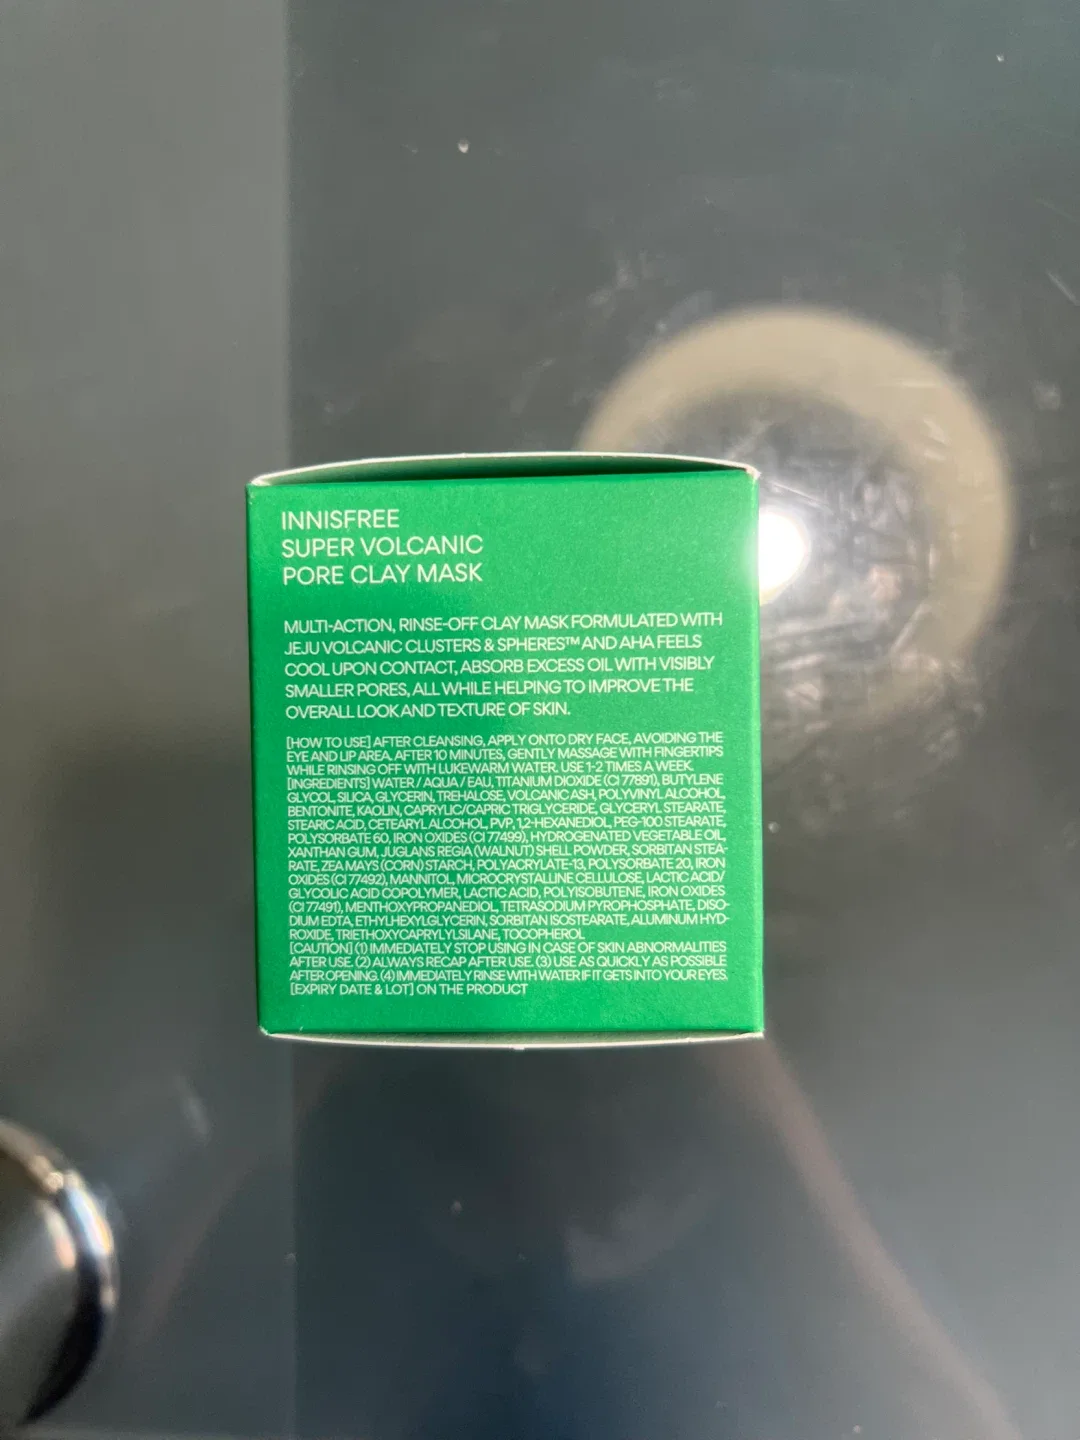 INNISFREE
SUPER VOLCANIC
PORE CLAY MASK
MULTI-ACTION, RINSE-OFF CLAY MASK FORMULATED WITH
JEJU VOLCANIC CLUSTERS & SPHERES™ AND AHA FEELS
COOL UPON CONTACT, ABSORB EXCESS OIL WITH VISIBLY
SMALLER PORES, ALL WHILE HELPING TO IMPROVE THE
OVERALL LOOK AND TEXTURE OF SKIN.
[HOW TO USE] AFTER CLEANSING, APPLY ONTO DRY FACE, AVOIDING THE
EYE AND LIP AREA. AFTER 10 MINUTES, GENTLY MASSAGE WITH FINGERTIPS
WHILE RINSING OFF WITH LUKEWARM WATER. USE 1-2 TIMES A WEEK.
[INGREDIENTS] WATER / AQUA / EAU, TITANIUM DIOXIDE (CI 77891), BUTYLENE
GLYCOL, SILICA, GLYCERIN, TREHALOSE, VOLCANIC ASH, POLYVINYL ALCOHOL,
BENTONITE, KAOLIN, CAPRYLIC/CAPRIC TRIGLYCERIDE, GLYCERYL STEARATE,
STEARIC ACID, CETEARYL ALCOHOL, PVP, 1,2-HEXANEDIOL, PEG-100 STEARATE,
POLYSORBATE 60, IRON OXIDES (CI 77499), HYDROGENATED VEGETABLE OIL,
XANTHAN GUM, JUGLANS REGIA (WALNUT) SHELL POWDER, SORBITAN STEA-
RATE, ZEA MAYS (CORN) STARCH, POLYACRYLATE-13, POLYSORBATE 20, IRON
OXIDES (CI 77492), MANNITOL, MICROCRYSTALLINE CELLULOSE, LACTIC ACID/
GLYCOLIC ACID COPOLYMER, LACTIC ACID, POLYISOBUTENE, IRON OXIDES
(CI 77491), MENTHOXYPROPANEDIOL, TETRASODIUM PYROPHOSPHATE, DISO-
DIUM EDTA, ETHYLHEXYLGLYCERIN, SORBITAN ISOSTEARATE, ALUMINUM HYD-
ROXIDE, TRIETHOXYCAPRYLYLSILANE, TOCOPHEROL
[CAUTION] (1) IMMEDIATELY STOP USING IN CASE OF SKIN ABNORMALITIES
AFTER USE. (2) ALWAYS RECAP AFTER USE. (3) USE AS QUICKLY AS POSSIBLE
AFTER OPENING. (4) IMMEDIATELY RINSE WITH WATER IF IT GETS INTO YOUR EYES.
[EXPIRY DATE & LOT] ON THE PRODUCT